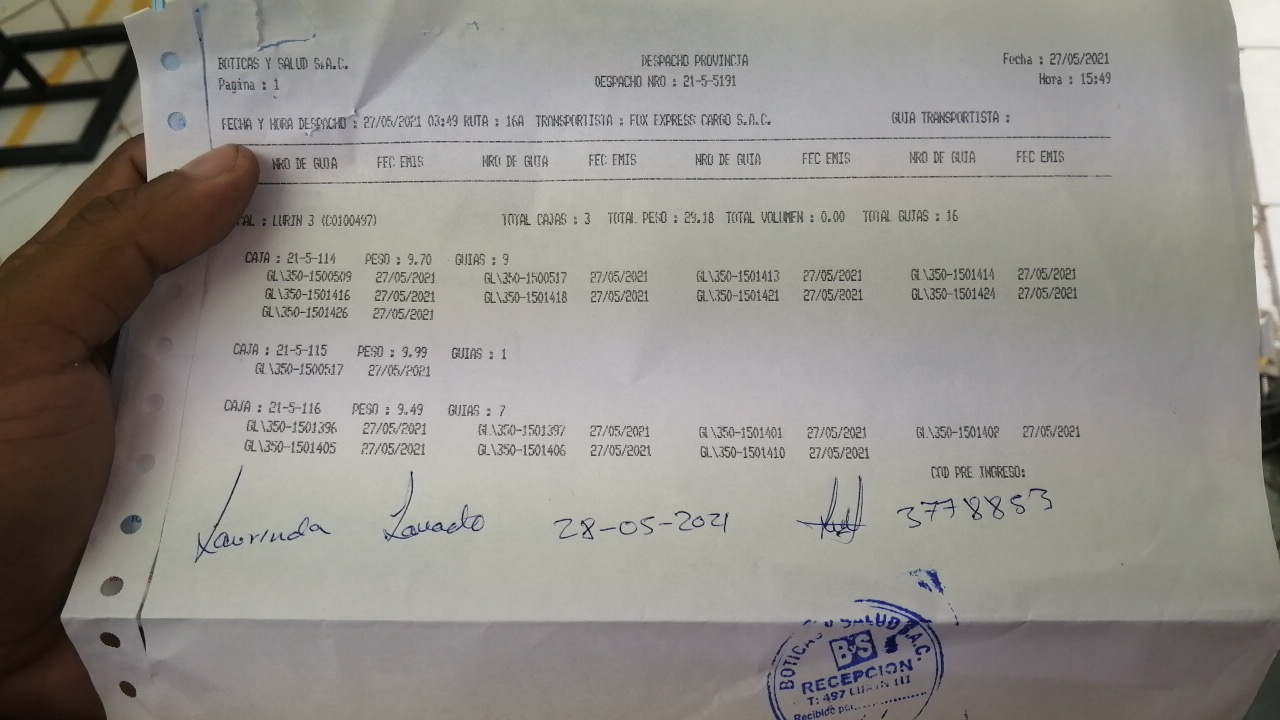 BOTICAS Y SALUD S.A.C. DESPACHO PROVINCIA Fecha : 27/05/2021
Pagina : 1 DESPACHO NRO : 21-5-5191 Hora : 15:49
FECHA Y HORA DESPACHO : 27/05/2021 03:49 RUTA : 16A TRANSPORTISTA : FOX EXPRESS CARGO S.A.C. GUIA TRANSPORTISTA :
NRO DE GUIA FEC EMIS NRO DE GUIA FEC EMIS NRO DE GUIA FEC EMIS NRO DE GUIA FEC EMIS
: LURIN 3 (C0100497) TOTAL CAJAS : 3 TOTAL PESO : 29.18 TOTAL VOLUMEN : 0.00 TOTAL GUIAS : 16
CAJA : 21-5-114 PESO : 9.70 GUIAS : 9
GL\350-1500509 27/05/2021 GL\350-1500517 27/05/2021 GL\350-1501413 27/05/2021 GL\350-1501414 27/05/2021
GL\350-1501416 27/05/2021 GL\350-1501418 27/05/2021 GL\350-1501421 27/05/2021 GL\350-1501424 27/05/2021
GL\350-1501426 27/05/2021
CAJA : 21-5-115 PESO : 9.99 GUIAS : 1
GL\350-1500517 27/05/2021
CAJA : 21-5-116 PESO : 9.49 GUIAS : 7
GL\350-1501396 27/05/2021 GL\350-1501397 27/05/2021 GL\350-1501401 27/05/2021 GL\350-1501402 27/05/2021
GL\350-1501405 27/05/2021 GL\350-1501406 27/05/2021 GL\350-1501410 27/05/2021
COD PRE INGRESO:
Laurinda Lavado 28-05-2021 3778853
BOTICAS Y SALUD S.A.C.
B&S
RECEPCION
T: 497 LURIN III
Recibido por